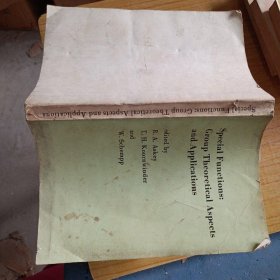 Special Functions: Group Theoretical Aspects and Applications
Special Functions:
Group Theoretical Aspects
and Applications
edited by
R. A. Askey
T. H. Koornwinder
and
W. Schempp